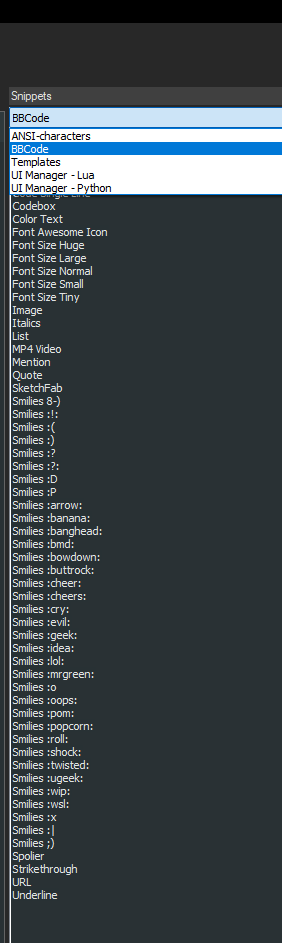 Snippets
BBCode
ANSI-characters
BBCode
Templates
UI Manager - Lua
UI Manager - Python
Codebox
Color Text
Font Awesome Icon
Font Size Huge
Font Size Large
Font Size Normal
Font Size Small
Font Size Tiny
Image
Italics
List
MP4 Video
Mention
Quote
SketchFab
Smilies 8-)
Smilies :!:
Smilies :(
Smilies :)
Smilies :?
Smilies :?:
Smilies :D
Smilies :P
Smilies :arrow:
Smilies :banana:
Smilies :banghead:
Smilies :bmd:
Smilies :bowdown:
Smilies :buttrock:
Smilies :cheer:
Smilies :cheers:
Smilies :cry:
Smilies :evil:
Smilies :geek:
Smilies :idea:
Smilies :lol:
Smilies :mrgreen:
Smilies :o
Smilies :oops:
Smilies :pom:
Smilies :popcorn:
Smilies :roll:
Smilies :shock:
Smilies :twisted:
Smilies :ugeek:
Smilies :wip:
Smilies :wsl:
Smilies :x
Smilies :|
Smilies ;)
Spolier
Strikethrough
URL
Underline